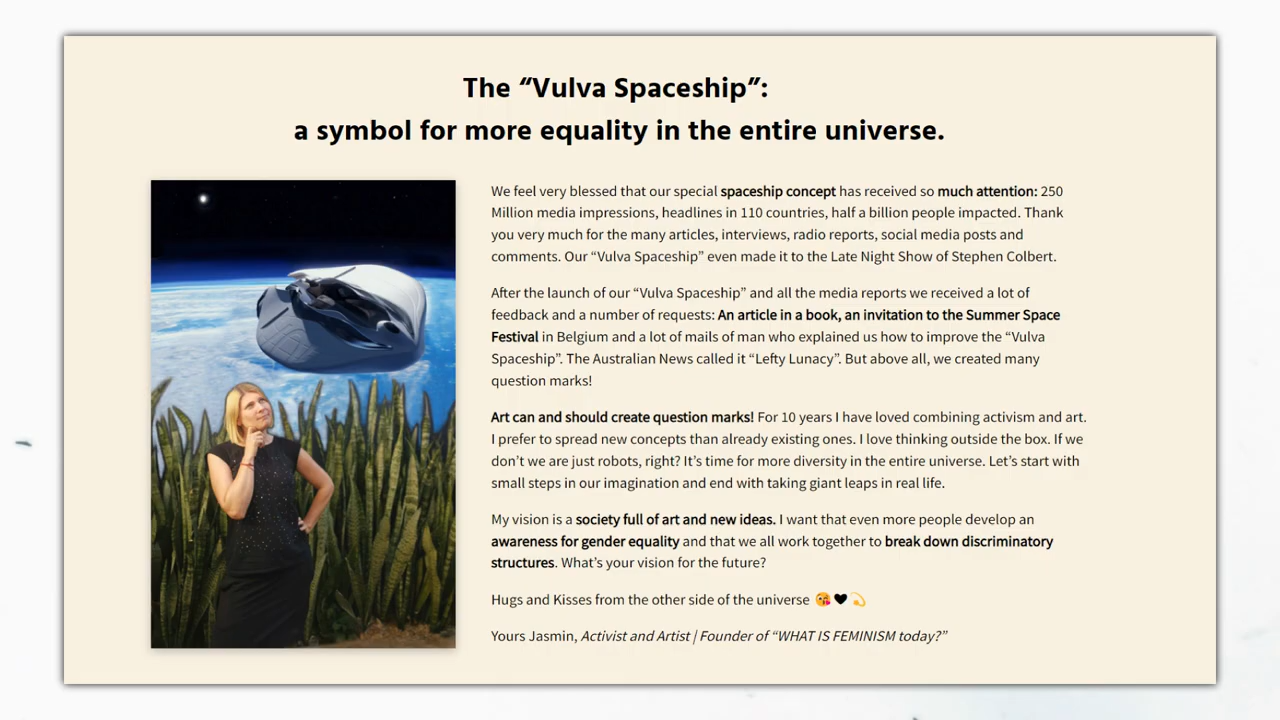 The “Vulva Spaceship”:
a symbol for more equality in the entire universe.
We feel very blessed that our special spaceship concept has received so much attention: 250
Million media impressions, headlines in 110 countries, half a billion people impacted. Thank
you very much for the many articles, interviews, radio reports, social media posts and
comments. Our “Vulva Spaceship” even made it to the Late Night Show of Stephen Colbert.
After the launch of our “Vulva Spaceship” and all the media reports we received a lot of
feedback and a number of requests: An article in a book, an invitation to the Summer Space
Festival in Belgium and a lot of mails of man who explained us how to improve the “Vulva
Spaceship”. The Australian News called it “Lefty Lunacy”. But above all, we created many
question marks!
Art can and should create question marks! For 10 years I have loved combining activism and art.
I prefer to spread new concepts than already existing ones. I love thinking outside the box. If we
don’t we are just robots, right? It’s time for more diversity in the entire universe. Let’s start with
small steps in our imagination and end with taking giant leaps in real life.
My vision is a society full of art and new ideas. I want that even more people develop an
awareness for gender equality and that we all work together to break down discriminatory
structures. What’s your vision for the future?
Hugs and Kisses from the other side of the universe 😘🖤💫
Yours Jasmin, Activist and Artist | Founder of “WHAT IS FEMINISM today?”